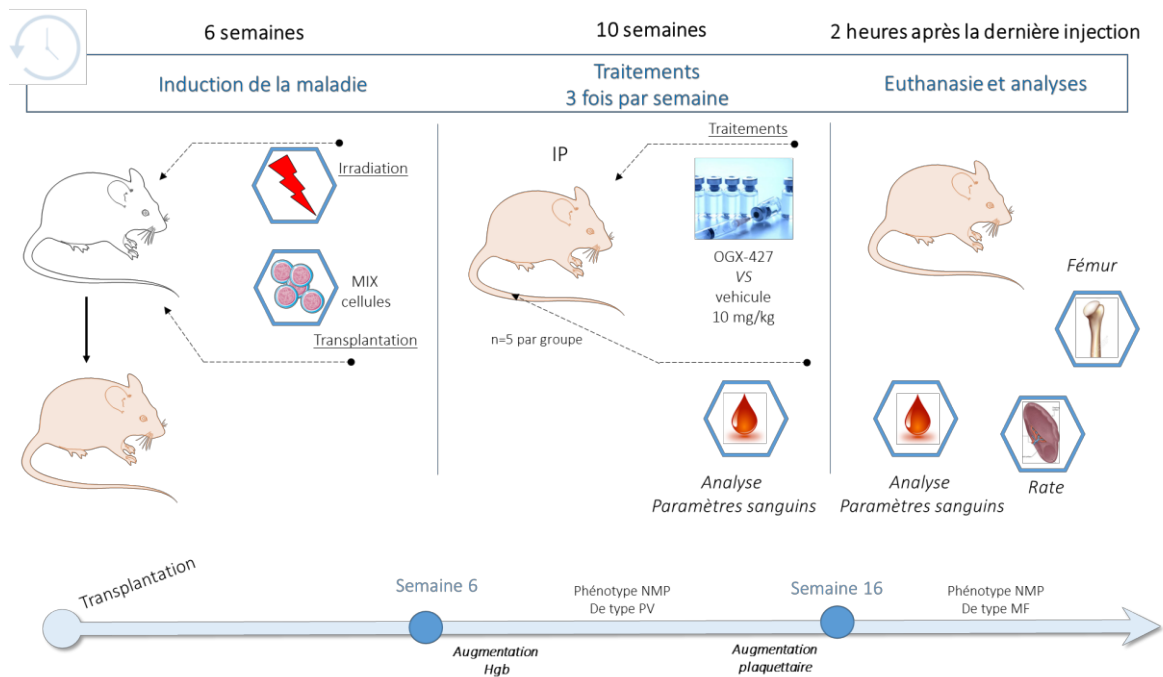 6 semaines
10 semaines
2 heures après la dernière injection
Induction de la maladie
Traitements
3 fois par semaine
Euthanasie et analyses
Irradiation
MIX
cellules
Transplantation
IP
Traitements
OGX-427
VS
vehicule
10 mg/kg
n=5 par groupe
Analyse
Paramètres sanguins
Fémur
Analyse
Paramètres sanguins
Rate
Transplantation
Semaine 6
Augmentation
Hgb
Phénotype NMP
De type PV
Semaine 16
Augmentation
plaquettaire
Phénotype NMP
De type MF